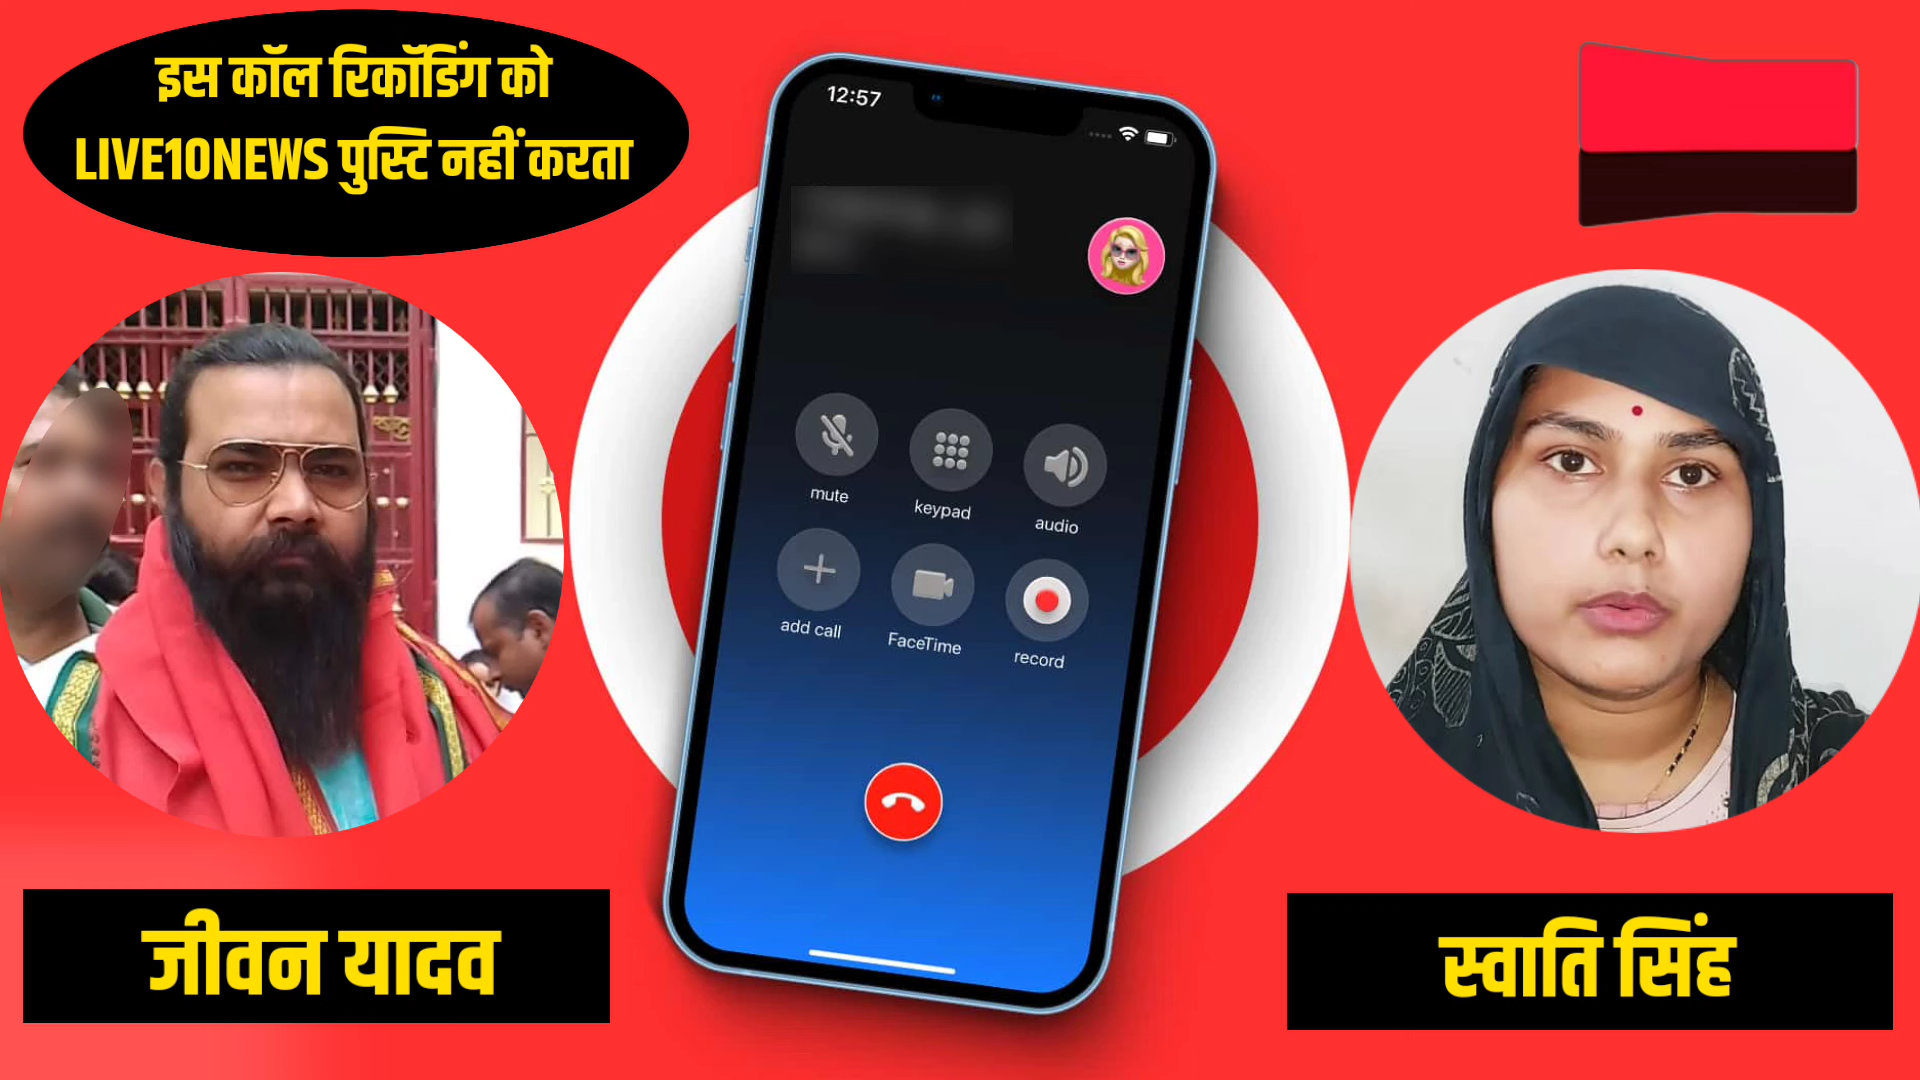 इस कॉल रिकॉर्डिंग को
LIVE10NEWS पुस्टि नहीं करता
12:57
mute
keypad
audio
add call
FaceTime
record
जीवन यादव
स्वाति सिंह